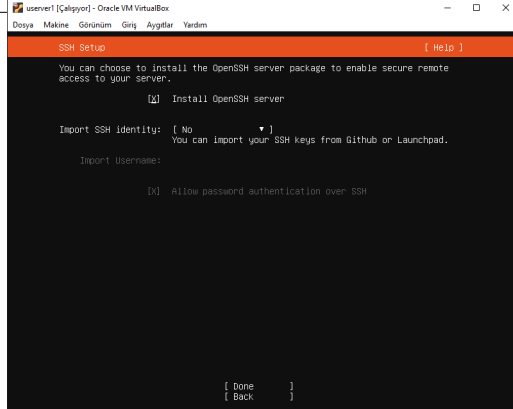 userver1 [Çalışıyor] - Oracle VM VirtualBox
Dosya Makine Görünüm Giriş Aygıtlar Yardım
SSH Setup [ Help ]
You can choose to install the OpenSSH server package to enable secure remote
access to your server.
[X] Install OpenSSH server
Import SSH identity: [ No ▾ ]
You can import your SSH keys from Github or Launchpad.
Import Username:
[X] Allow password authentication over SSH
[ Done ]
[ Back ]